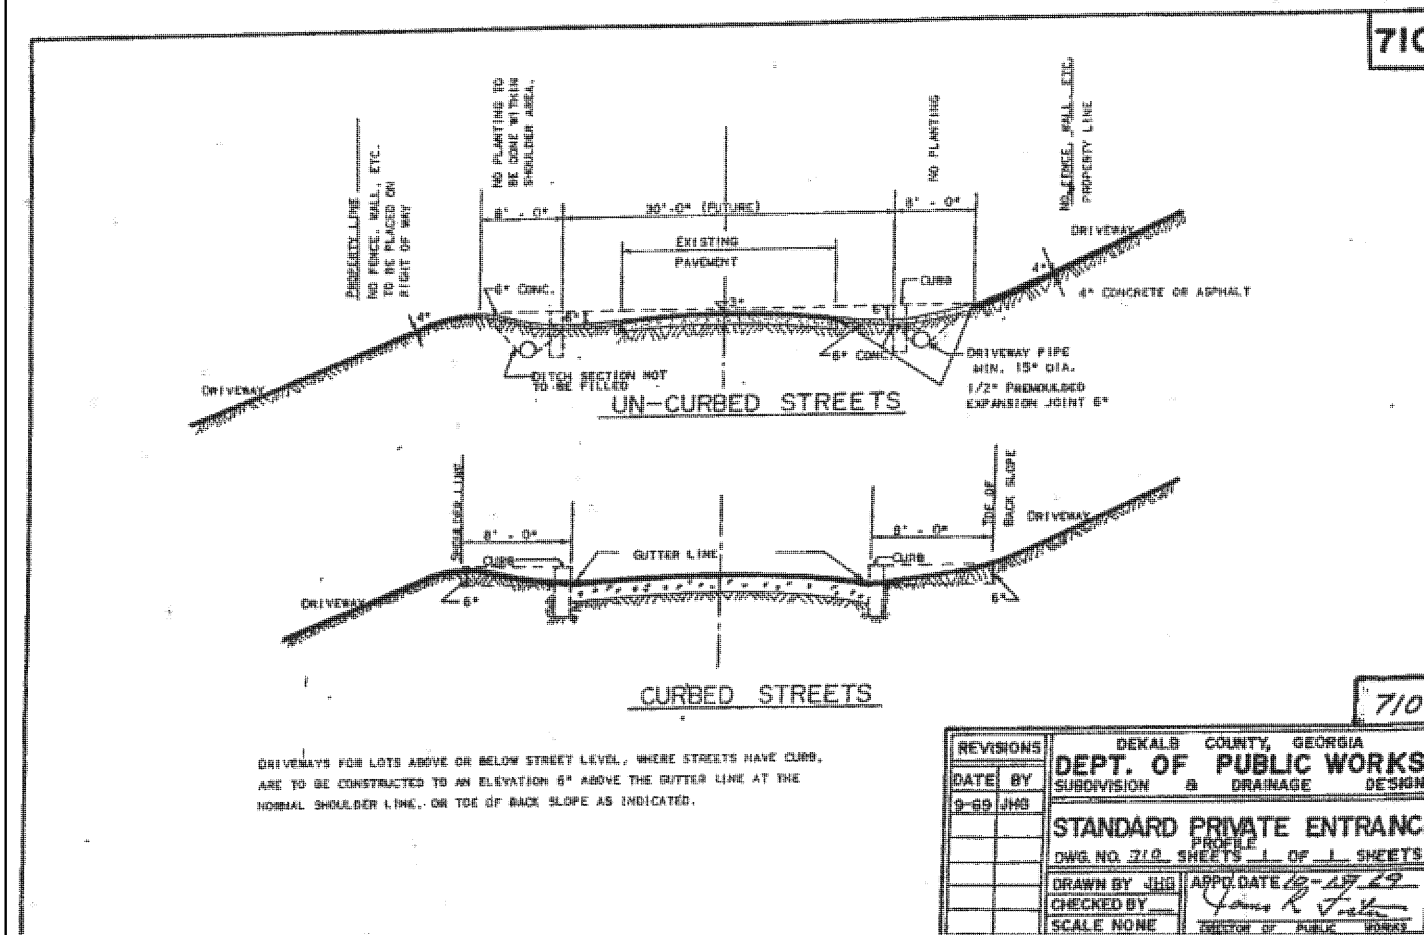 710
PROPERTY LINE
NO FENCE, WALL, ETC.
TO BE PLACED ON
RIGHT OF WAY
NO PLANTING TO
BE DONE WITHIN
SHOULDER AREA.
NO PLANTING
NO FENCE, WALL, ETC.
PROPERTY LINE
8' - 0"
30'-0" (FUTURE)
8' - 0"
EXISTING
PAVEMENT
DRIVEWAY
CURB
4"
4" CONCRETE OR ASPHALT
6" CONC.
3"
4"
6"
6"
6" CONC.
DRIVEWAY PIPE
MIN. 15" DIA.
1/2" PREMOULDED
EXPANSION JOINT 6"
DITCH SECTION NOT
TO BE FILLED
DRIVEWAY
UN-CURBED STREETS
SHOULDER LINE
TOE OF
BACK SLOPE
DRIVEWAY
8' - 0"
8' - 0"
CURB
GUTTER LINE
CURB
DRIVEWAY
6"
6"
CURBED STREETS
DRIVEWAYS FOR LOTS ABOVE OR BELOW STREET LEVEL, WHERE STREETS HAVE CURB,
ARE TO BE CONSTRUCTED TO AN ELEVATION 6" ABOVE THE GUTTER LINE AT THE
NORMAL SHOULDER LINE, OR TOE OF BACK SLOPE AS INDICATED.
710
REVISIONS
DATE BY
9-69 JHG
DEKALB COUNTY, GEORGIA
DEPT. OF PUBLIC WORKS
SUBDIVISION & DRAINAGE DESIGN
STANDARD PRIVATE ENTRANC
PROFILE
DWG. NO. 710 SHEETS 1 OF 1 SHEETS
DRAWN BY JHG
CHECKED BY
SCALE NONE
APPD. DATE
DIRECTOR OF PUBLIC WORKS